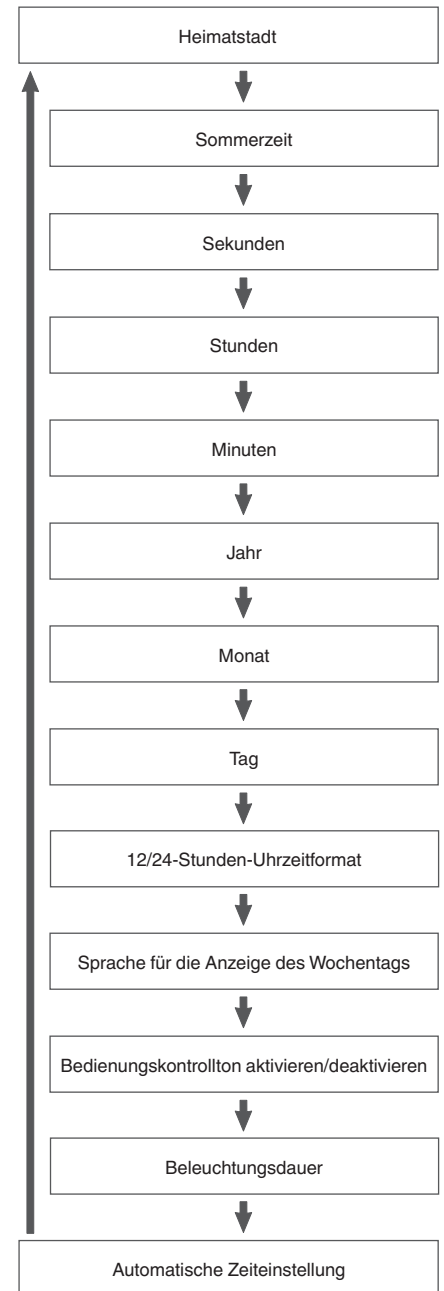 Heimatstadt
Sommerzeit
Sekunden
Stunden
Minuten
Jahr
Monat
Tag
12/24-Stunden-Uhrzeitformat
Sprache für die Anzeige des Wochentags
Bedienungskontrollton aktivieren/deaktivieren
Beleuchtungsdauer
Automatische Zeiteinstellung